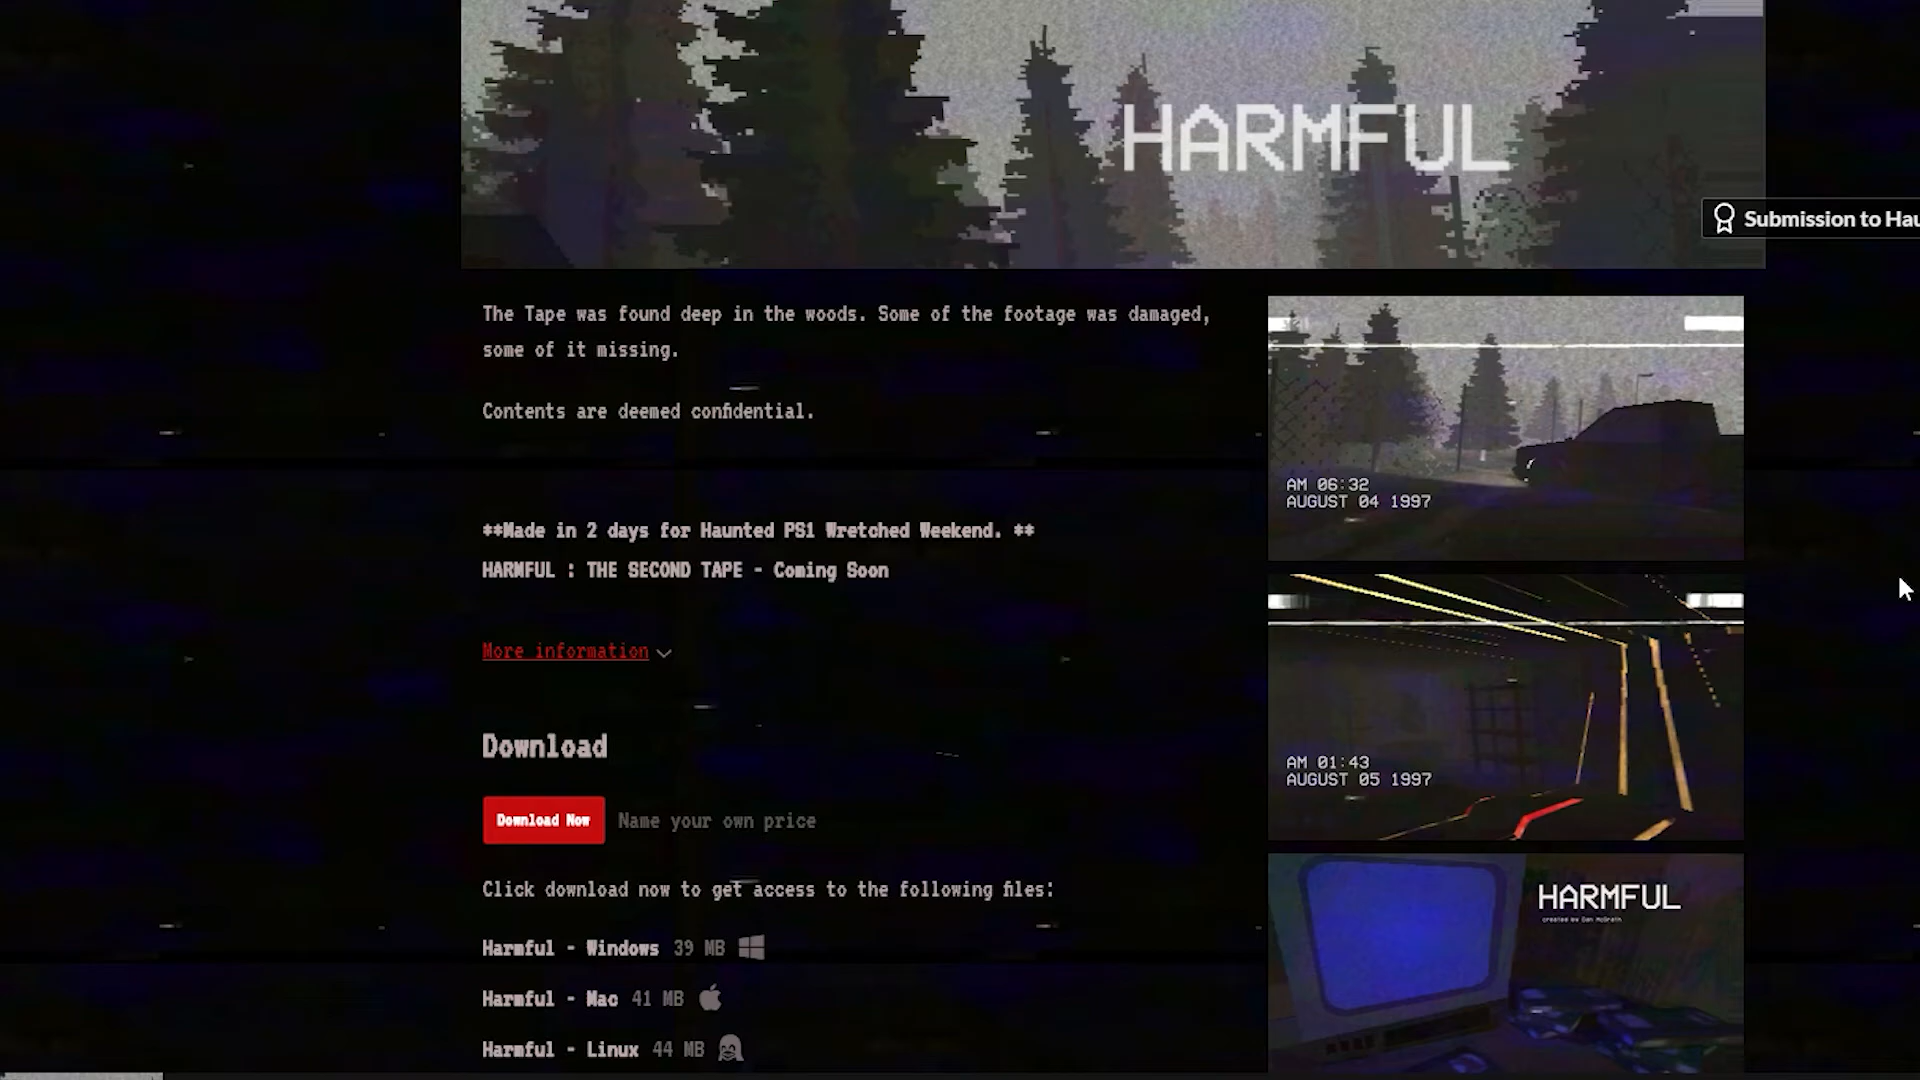 HARMFUL
Submission to Hau
The Tape was found deep in the woods. Some of the footage was damaged,
some of it missing.
Contents are deemed confidential.
**Made in 2 days for Haunted PS1 Wretched Weekend. **
HARMFUL : THE SECOND TAPE - Coming Soon
More information
Download
Download Now Name your own price
Click download now to get access to the following files:
Harmful - Windows 39 MB
Harmful - Mac 41 MB
Harmful - Linux 44 MB
AM 06:32
AUGUST 04 1997
AM 01:43
AUGUST 05 1997
HARMFUL
created by Dan McGrath